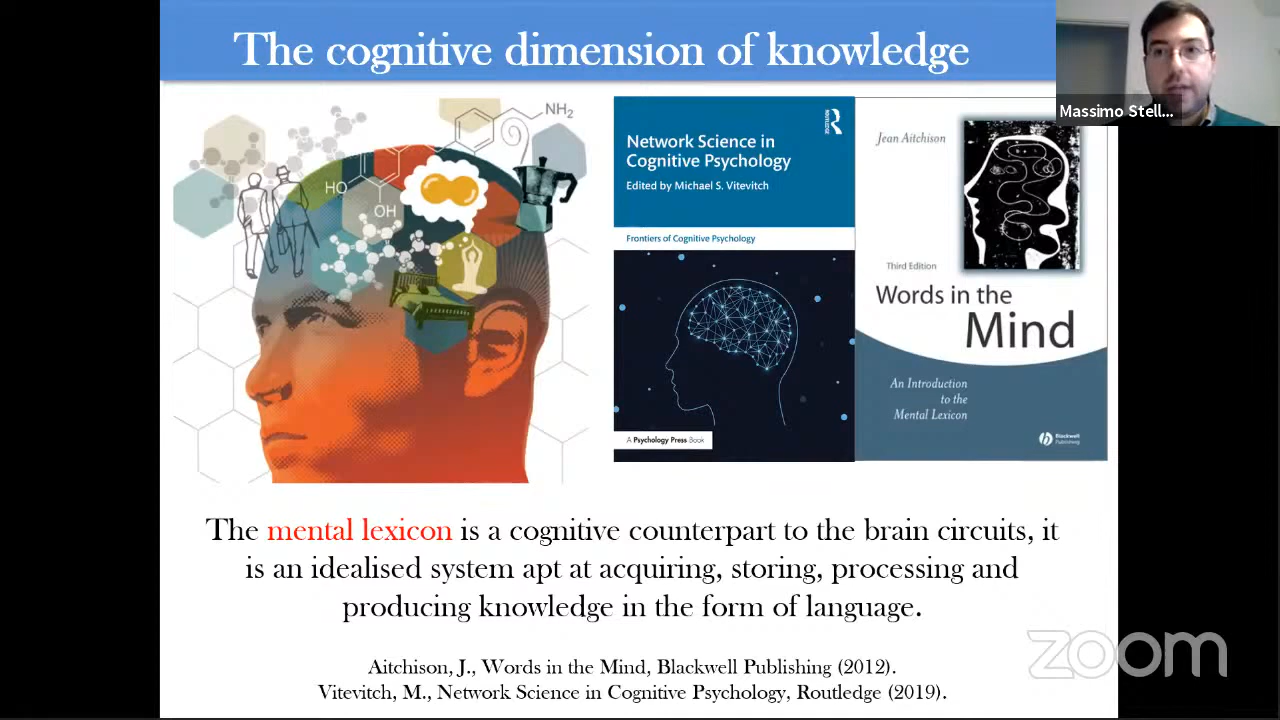 The cognitive dimension of knowledge
Massimo Stell...
NH2
HO
OH
Network Science in
Cognitive Psychology
Edited by Michael S. Vitevitch
ROUTLEDGE
Frontiers of Cognitive Psychology
A Psychology Press Book
Jean Aitchison
Third Edition
Words in the
Mind
An Introduction
to the
Mental Lexicon
Blackwell
Publishing
The mental lexicon is a cognitive counterpart to the brain circuits, it
is an idealised system apt at acquiring, storing, processing and
producing knowledge in the form of language.
Aitchison, J., Words in the Mind, Blackwell Publishing (2012).
Vitevitch, M., Network Science in Cognitive Psychology, Routledge (2019).
zoom